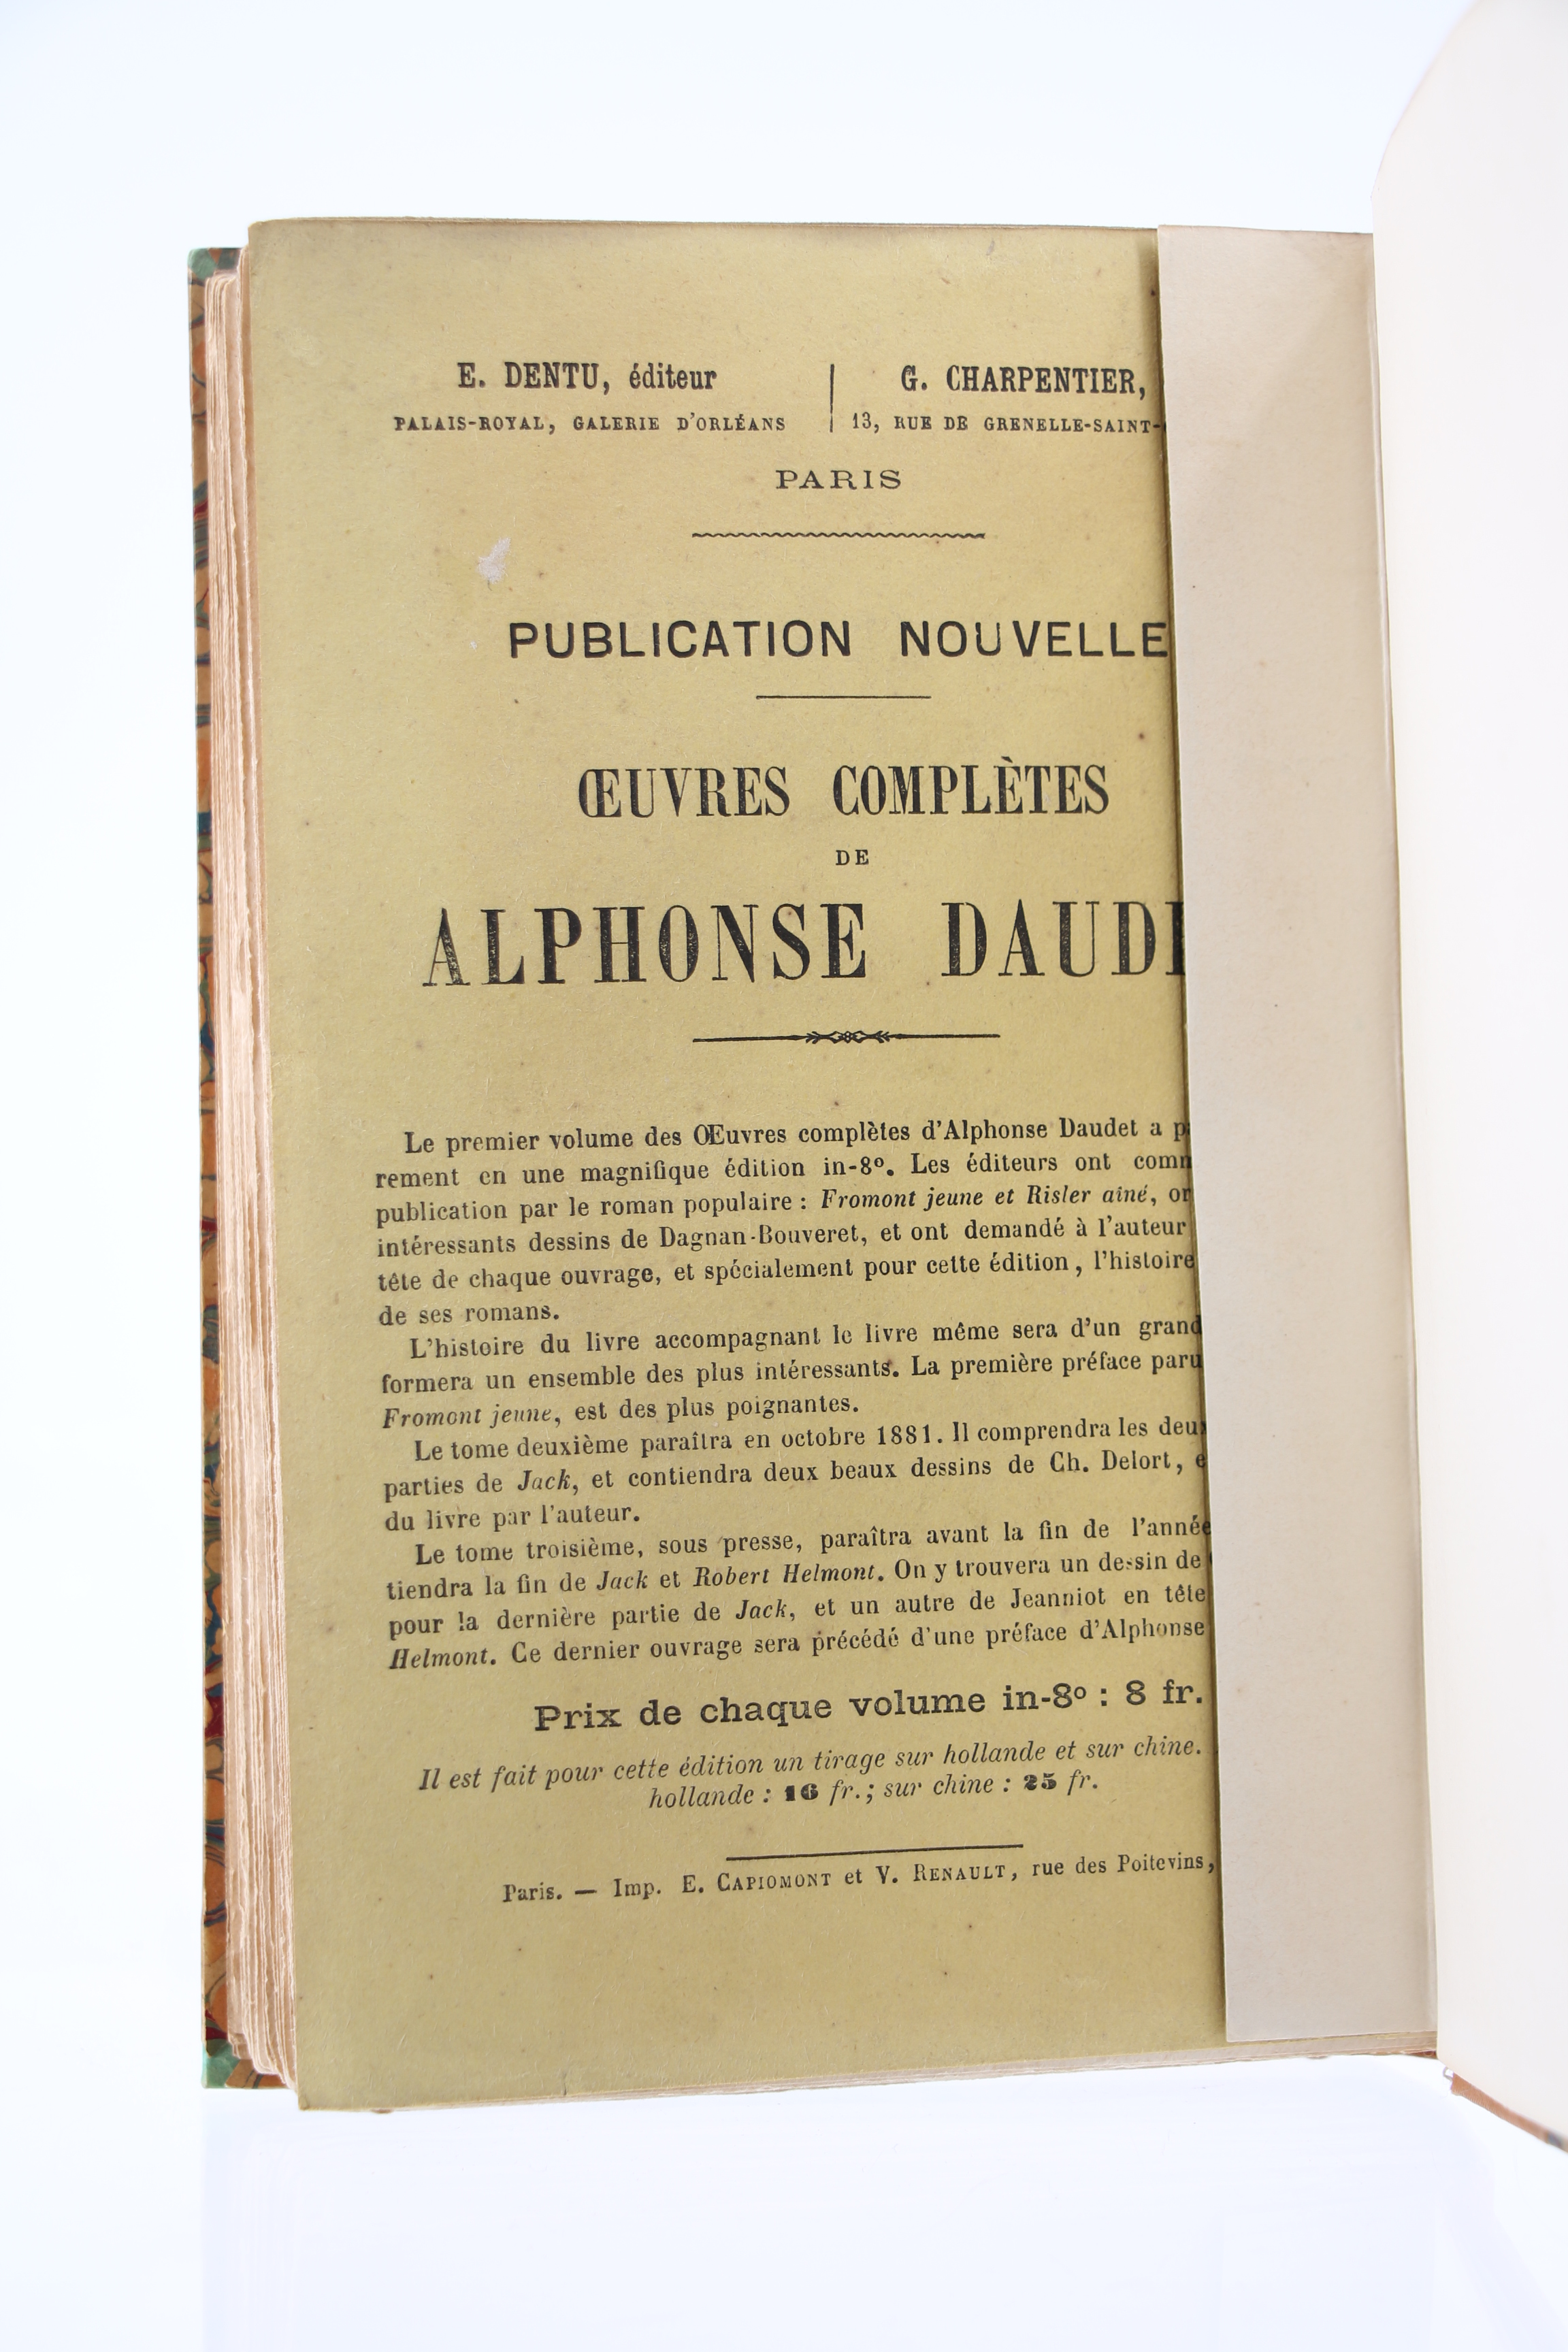 E. DENTU, éditeur
PALAIS-ROYAL, GALERIE D'ORLÉANS
G. CHARPENTIER,
13, RUE DE GRENELLE-SAINT-
PARIS
PUBLICATION NOUVELLE
ŒUVRES COMPLÈTES
DE
ALPHONSE DAUD
Le premier volume des Œuvres complètes d'Alphonse Daudet a p
rement en une magnifique édition in-8º. Les éditeurs ont com
publication par le roman populaire : Fromont jeune et Risler aîné, or
intéressants dessins de Dagnan-Bouveret, et ont demandé à l'auteur
tête de chaque ouvrage, et spécialement pour cette édition, l'histoire
de ses romans.
L'histoire du livre accompagnant le livre même sera d'un grand
formera un ensemble des plus intéressants. La première préface paru
Fromont jeune, est des plus poignantes.
Le tome deuxième paraîtra en octobre 1881. Il comprendra les deu
parties de Jack, et contiendra deux beaux dessins de Ch. Delort, e
du livre par l'auteur.
Le tome troisième, sous presse, paraîtra avant la fin de l'année
tiendra la fin de Jack et Robert Helmont. On y trouvera un dessin de
pour la dernière partie de Jack, et un autre de Jeanniot en tête
Helmont. Ce dernier ouvrage sera précédé d'une préface d'Alphonse
Prix de chaque volume in-8º : 8 fr.
Il est fait pour cette édition un tirage sur hollande et sur chine.
hollande : 16 fr.; sur chine : 25 fr.
Paris. — Imp. E. CAPIOMONT et V. RENAULT, rue des Poitevins,